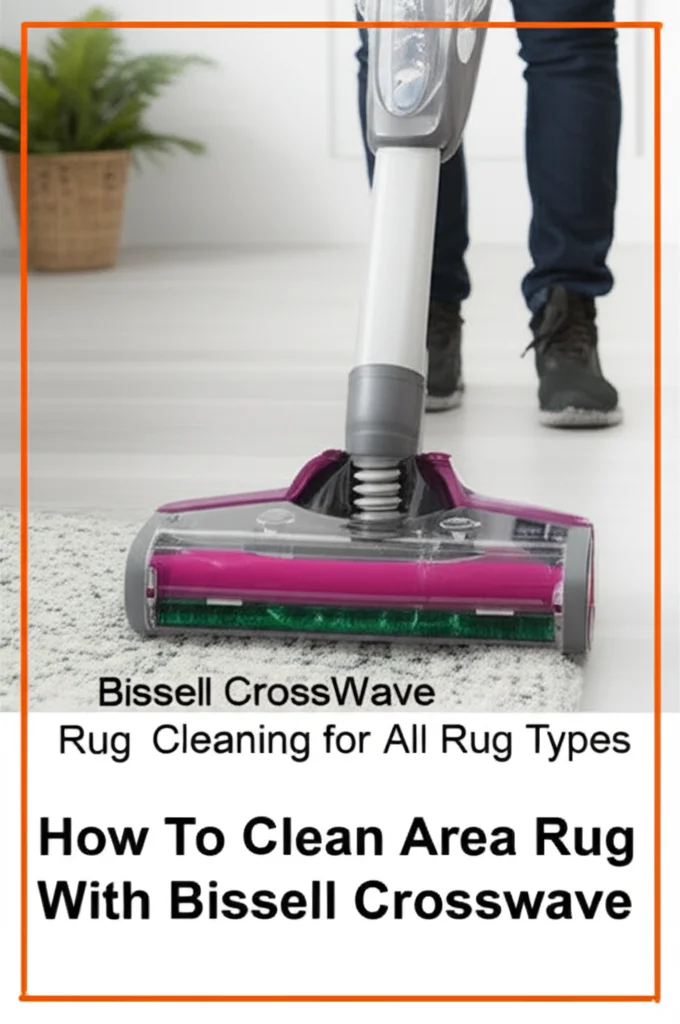 Bissell CrossWave
Rug Cleaning for All Rug Types
How To Clean Area Rug
With Bissell Crosswave